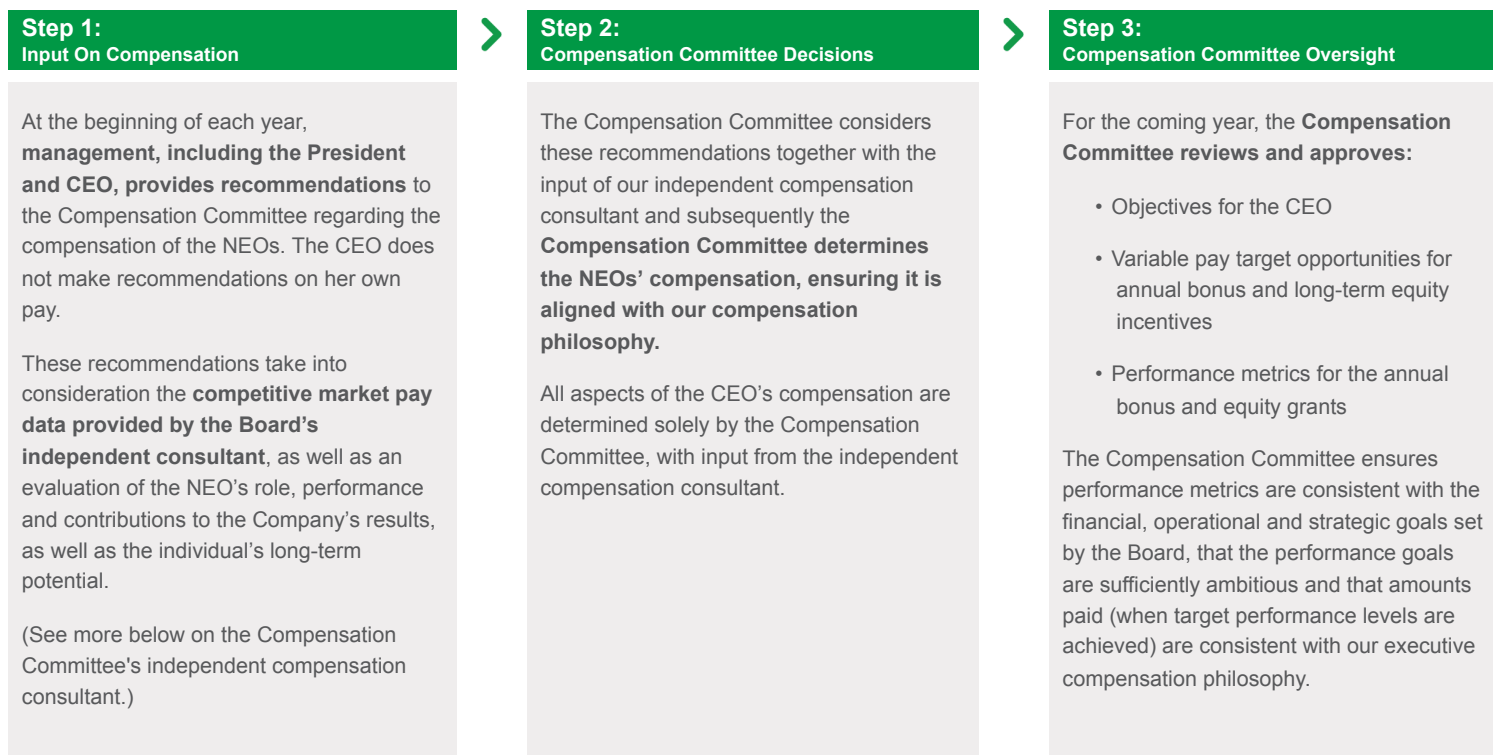 Step 1:
Input On Compensation
At the beginning of each year,
management, including the President
and CEO, provides recommendations to
the Compensation Committee regarding the
compensation of the NEOs. The CEO does
not make recommendations on her own
pay.
These recommendations take into
consideration the competitive market pay
data provided by the Board’s
independent consultant, as well as an
evaluation of the NEO’s role, performance
and contributions to the Company’s results,
as well as the individual’s long-term
potential.
(See more below on the Compensation
Committee's independent compensation
consultant.)
Step 2:
Compensation Committee Decisions
The Compensation Committee considers
these recommendations together with the
input of our independent compensation
consultant and subsequently the
Compensation Committee determines
the NEOs’ compensation, ensuring it is
aligned with our compensation
philosophy.
All aspects of the CEO’s compensation are
determined solely by the Compensation
Committee, with input from the independent
compensation consultant.
Step 3:
Compensation Committee Oversight
For the coming year, the Compensation
Committee reviews and approves:
• Objectives for the CEO
• Variable pay target opportunities for
annual bonus and long-term equity
incentives
• Performance metrics for the annual
bonus and equity grants
The Compensation Committee ensures
performance metrics are consistent with the
financial, operational and strategic goals set
by the Board, that the performance goals
are sufficiently ambitious and that amounts
paid (when target performance levels are
achieved) are consistent with our executive
compensation philosophy.